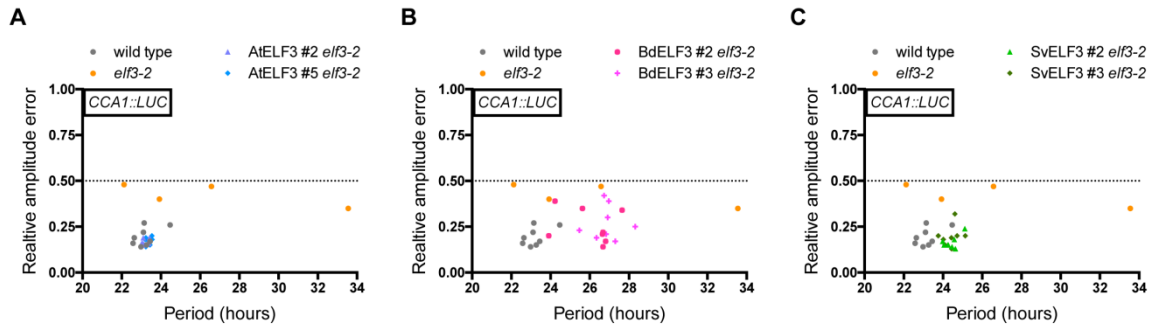 A
wild type
AtELF3 #2 elf3-2
elf3-2
AtELF3 #5 elf3-2
CCA1::LUC
Realtive amplitude error
1.00
0.75
0.50
0.25
0.00
20 22 24 26 28 30 32 34
Period (hours)
B
wild type
BdELF3 #2 elf3-2
elf3-2
BdELF3 #3 elf3-2
CCA1::LUC
Realtive amplitude error
1.00
0.75
0.50
0.25
0.00
20 22 24 26 28 30 32 34
Period (hours)
C
wild type
SvELF3 #2 elf3-2
elf3-2
SvELF3 #3 elf3-2
CCA1::LUC
Realtive amplitude error
1.00
0.75
0.50
0.25
0.00
20 22 24 26 28 30 32 34
Period (hours)